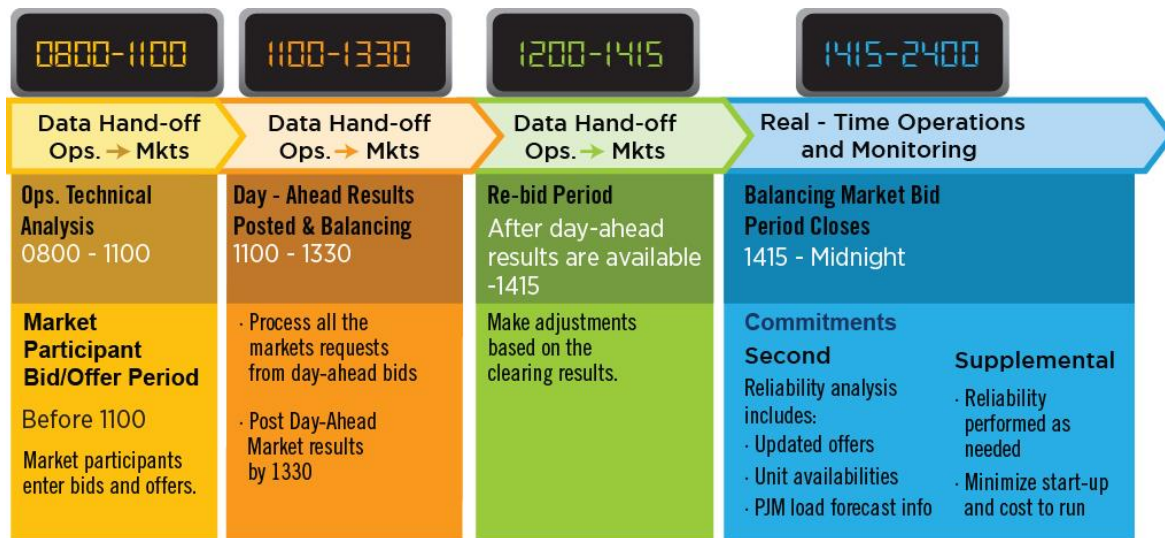 0800-1100
1100-1330
1200-1415
1415-2400
Data Hand-off
Ops. → Mkts
Data Hand-off
Ops. → Mkts
Data Hand-off
Ops. → Mkts
Real - Time Operations
and Monitoring
Ops. Technical
Analysis
0800 - 1100
Day - Ahead Results
Posted & Balancing
1100 - 1330
Re-bid Period
After day-ahead
results are available
-1415
Balancing Market Bid
Period Closes
1415 - Midnight
Market
Participant
Bid/Offer Period
Before 1100
Market participants
enter bids and offers.
· Process all the
markets requests
from day-ahead bids
· Post Day-Ahead
Market results
by 1330
Make adjustments
based on the
clearing results.
Commitments
Second
Reliability analysis
includes:
· Updated offers
· Unit availabilities
· PJM load forecast info
Supplemental
· Reliability
performed as
needed
· Minimize start-up
and cost to run